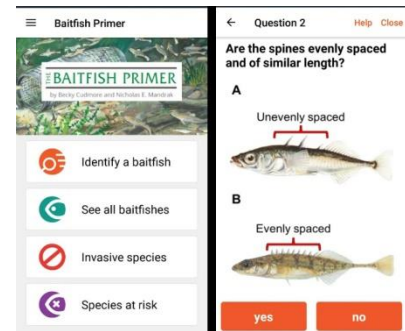 Baitfish Primer
THE BAITFISH PRIMER
by Becky Cudmore and Nicholas E. Mandrak
Identify a baitfish
See all baitfishes
Invasive species
Species at risk
Question 2 Help Close
Are the spines evenly spaced
and of similar length?
A
Unevenly spaced
B
Evenly spaced
yes no